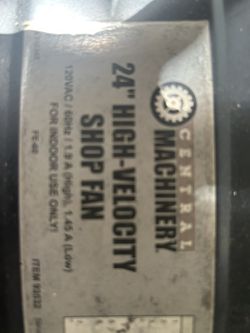 CENTRAL
MACHINERY
24" HIGH-VELOCITY
SHOP FAN
120VAC / 60Hz / 1.9 A (High), 1.45 A (Low)
FOR INDOOR USE ONLY!
ITEM 93532